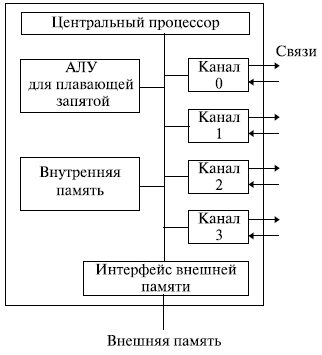 Центральный процессор
АЛУ
для плавающей
запятой
Канал
0
Связи
Канал
1
Внутренняя
память
Канал
2
Канал
3
Интерфейс внешней
памяти
Внешняя память